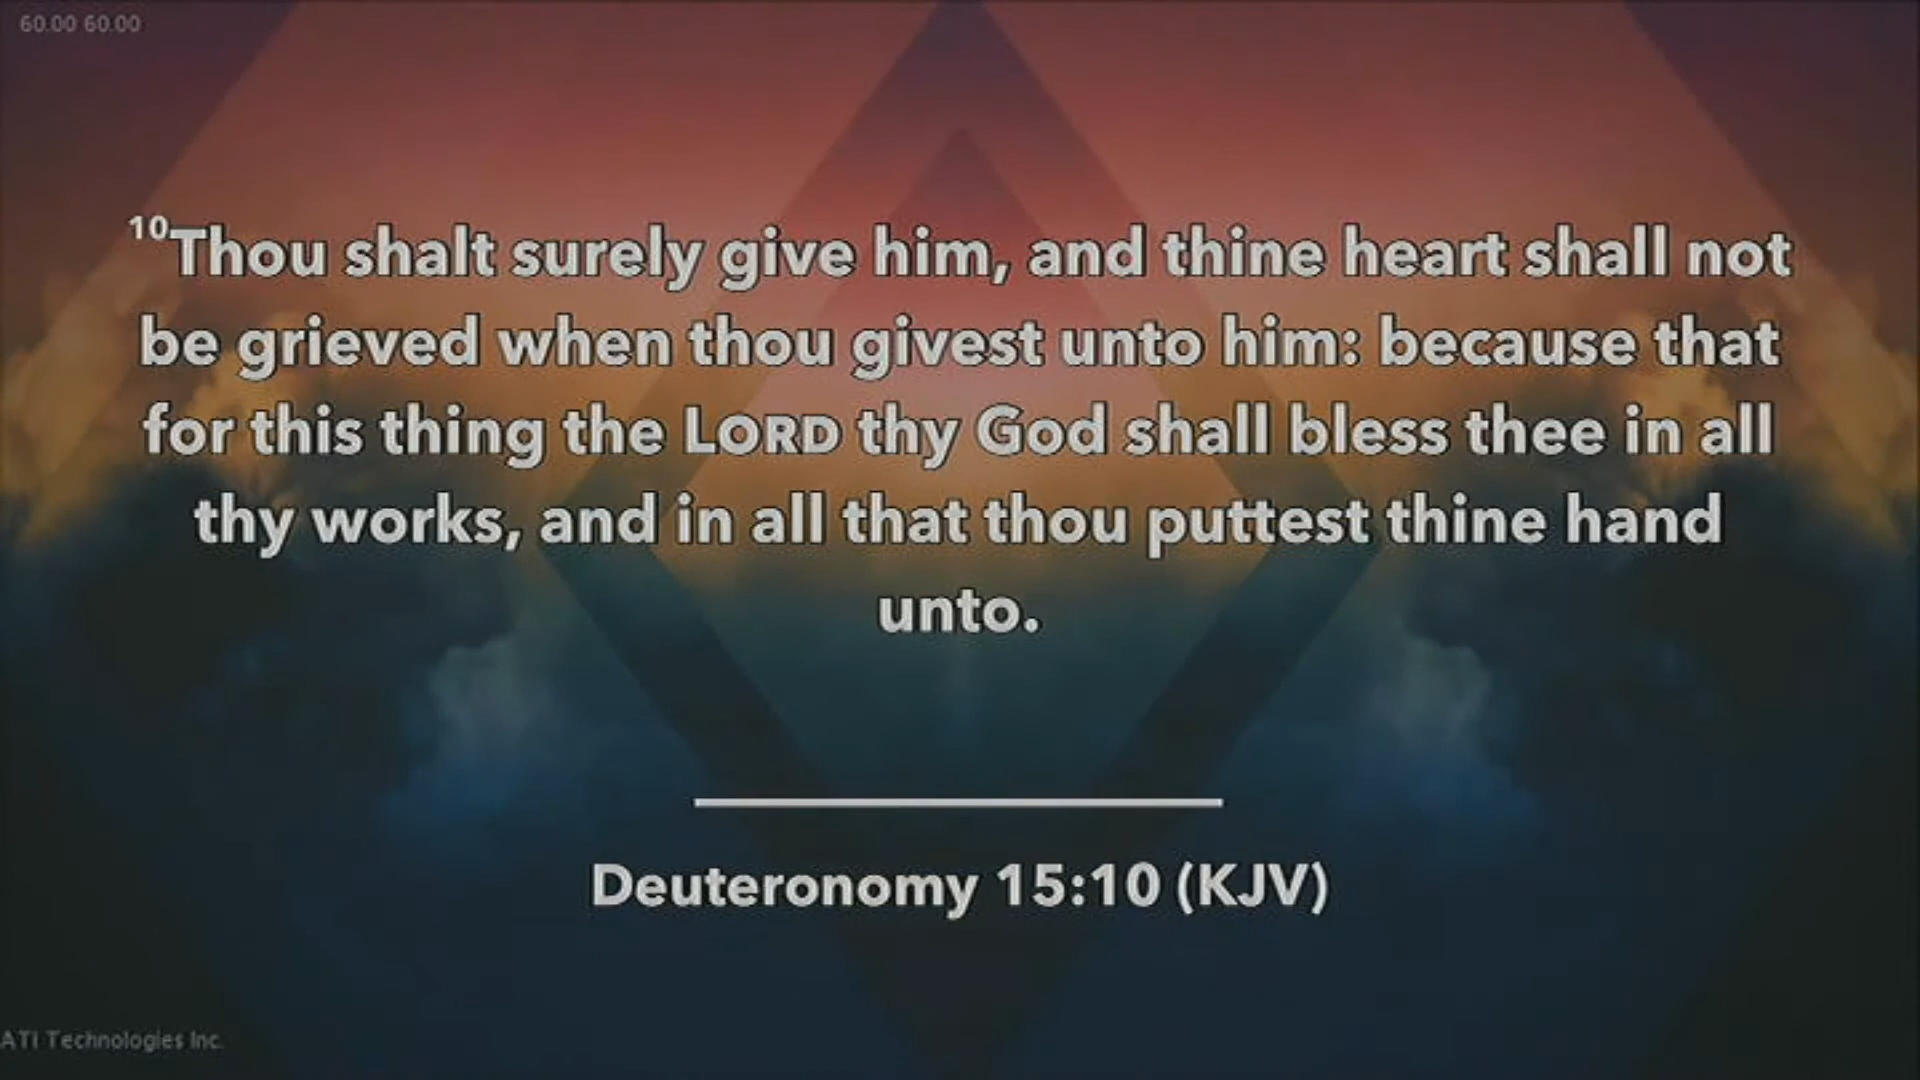 60.00 60.00
10Thou shalt surely give him, and thine heart shall not
be grieved when thou givest unto him: because that
for this thing the LORD thy God shall bless thee in all
thy works, and in all that thou puttest thine hand
unto.
Deuteronomy 15:10 (KJV)
ATI Technologies Inc.